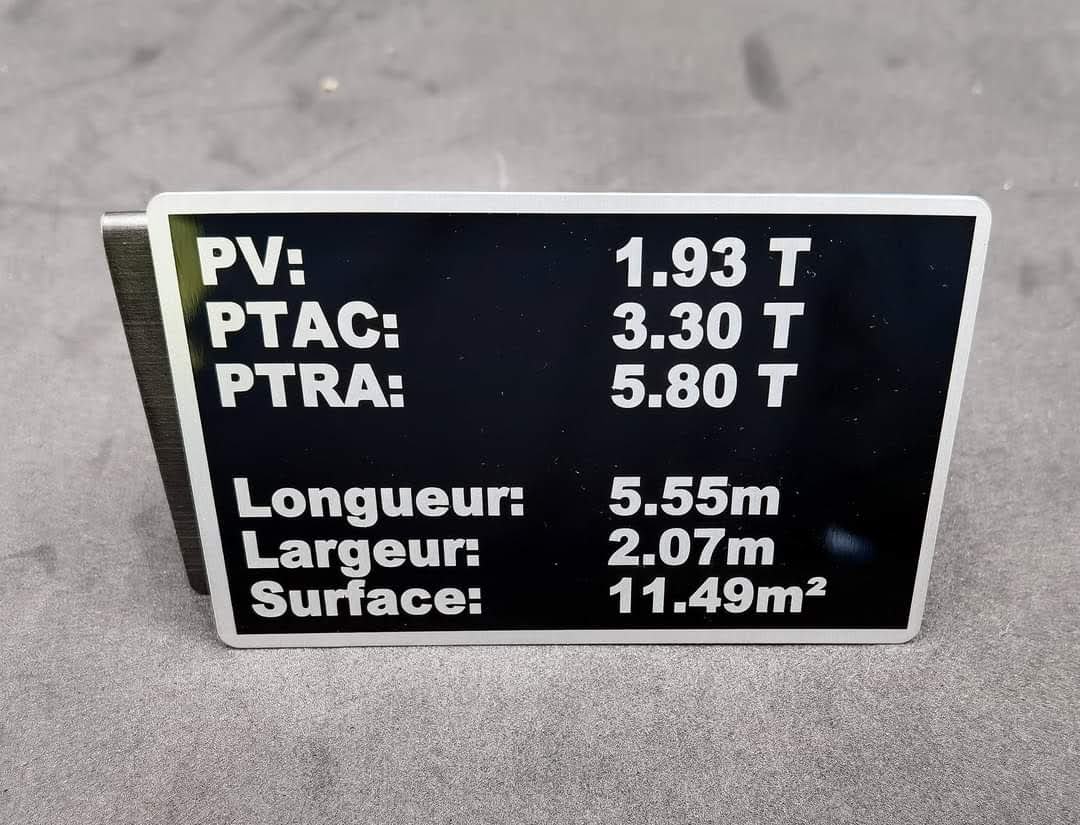 PV: 1.93 T
PTAC: 3.30 T
PTRA: 5.80 T
Longueur: 5.55m
Largeur: 2.07m
Surface: 11.49m²